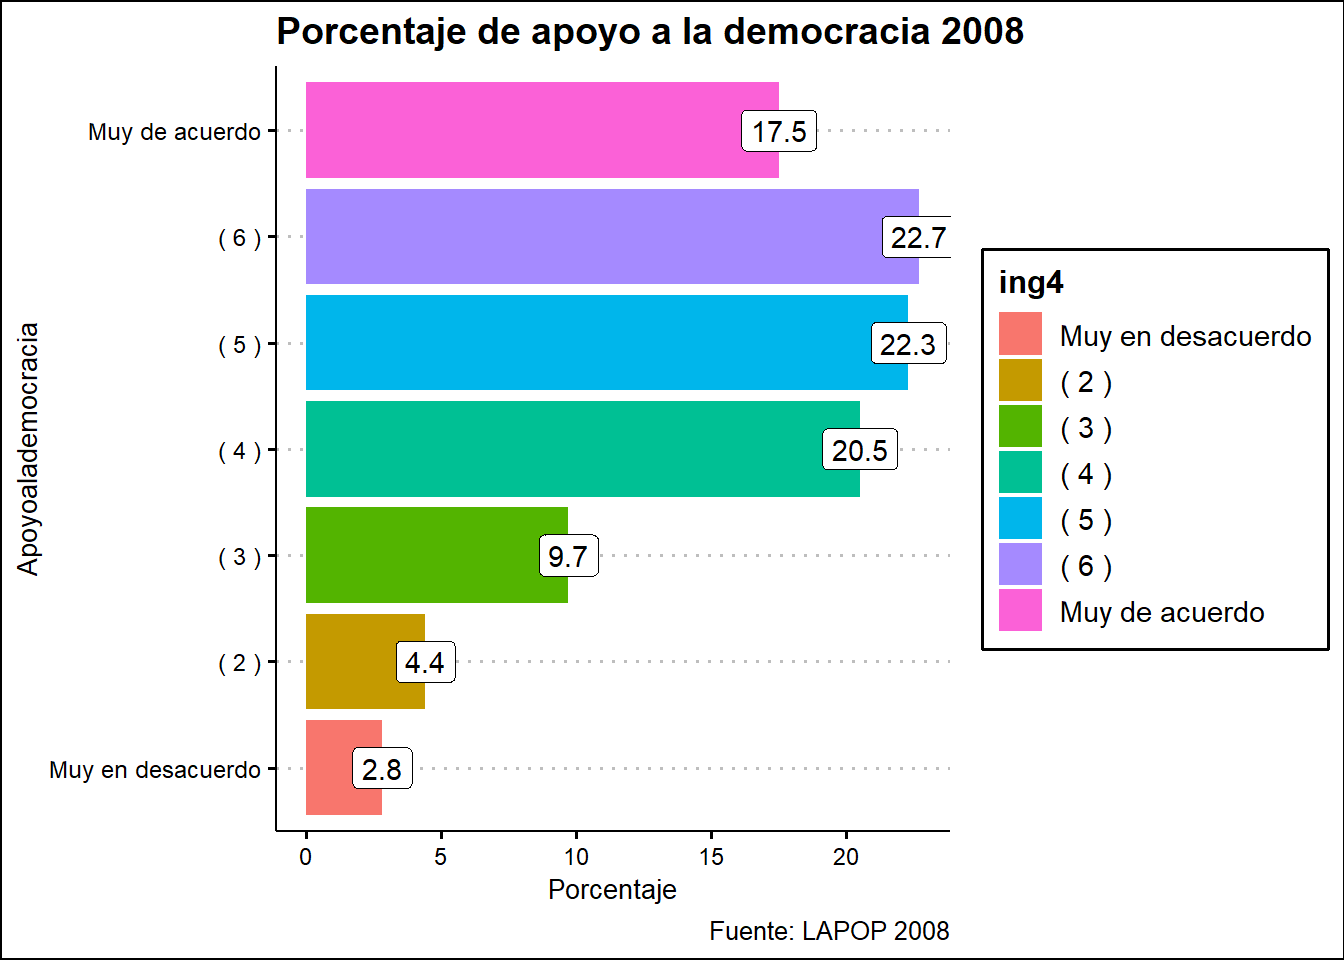 Porcentaje de apoyo a la democracia 2008
Apoyoalademocracia
Muy de acuerdo
17.5
( 6 )
22.7
( 5 )
22.3
( 4 )
20.5
( 3 )
9.7
( 2 )
4.4
Muy en desacuerdo
2.8
0 5 10 15 20
Porcentaje
Fuente: LAPOP 2008
ing4
Muy en desacuerdo
( 2 )
( 3 )
( 4 )
( 5 )
( 6 )
Muy de acuerdo